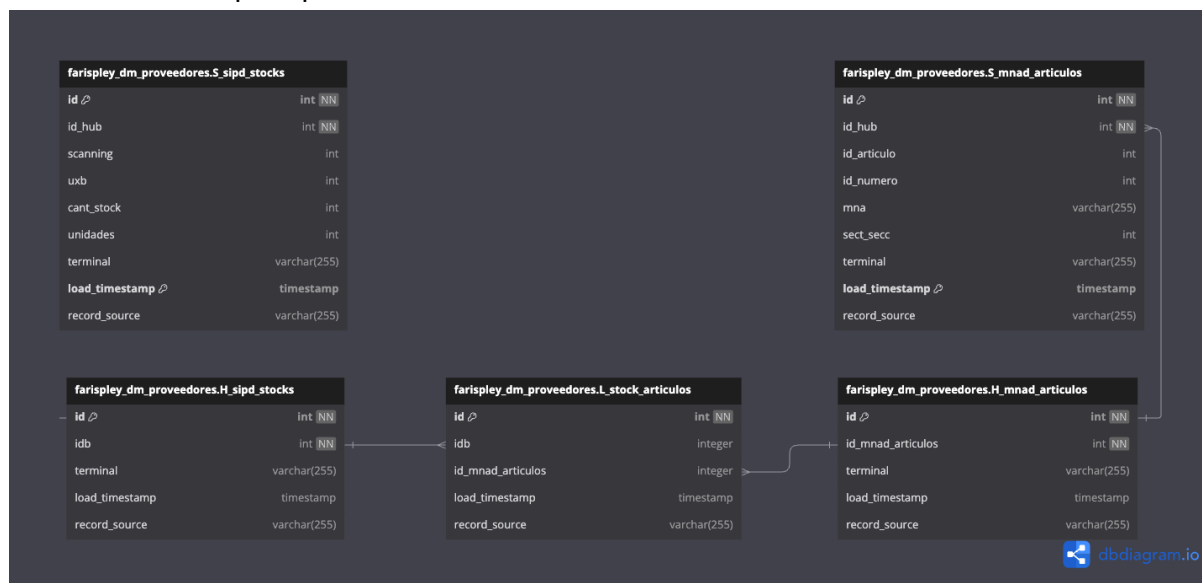 farispley_dm_proveedores.S_sipd_stocks
id int NN
id_hub int NN
scanning int
uxb int
cant_stock int
unidades int
terminal varchar(255)
load_timestamp timestamp
record_source varchar(255)
farispley_dm_proveedores.S_mnad_articulos
id int NN
id_hub int NN
id_articulo int
id_numero int
mna varchar(255)
sect_secc int
terminal varchar(255)
load_timestamp timestamp
record_source varchar(255)
farispley_dm_proveedores.H_sipd_stocks
id int NN
idb int NN
terminal varchar(255)
load_timestamp timestamp
record_source varchar(255)
farispley_dm_proveedores.L_stock_articulos
id int NN
idb integer
id_mnad_articulos integer
load_timestamp timestamp
record_source varchar(255)
farispley_dm_proveedores.H_mnad_articulos
id int NN
id_mnad_articulos int NN
terminal varchar(255)
load_timestamp timestamp
record_source varchar(255)
dbdiagram.io